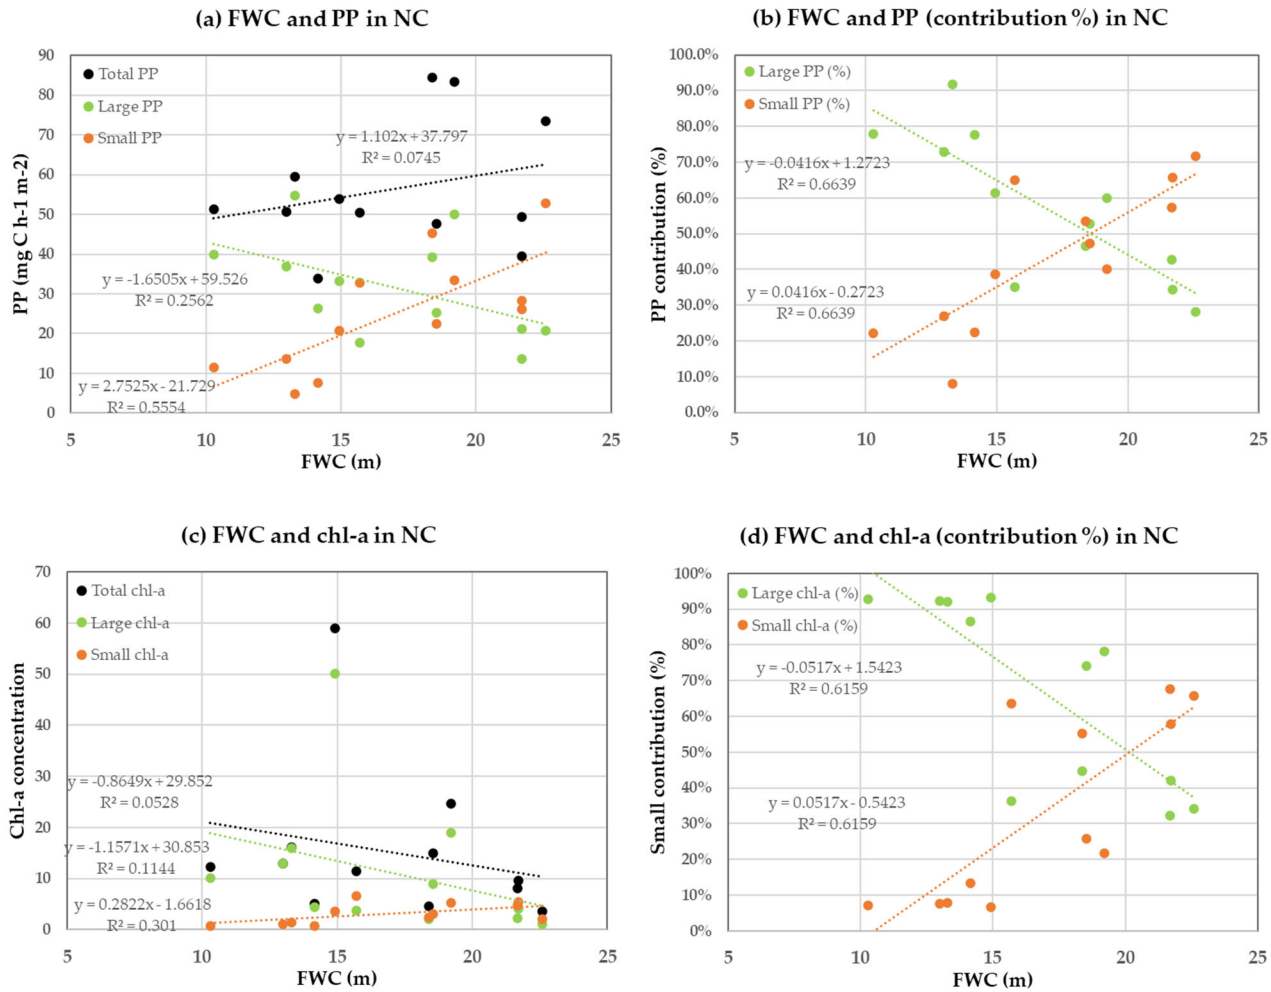 (a) FWC and PP in NC
90
80
70
60
50
40
30
20
10
0
PP (mg C h-1 m-2)
Total PP
Large PP
Small PP
y = 1.102x + 37.797
R² = 0.0745
y = -1.6505x + 59.526
R² = 0.2562
y = 2.7525x - 21.729
R² = 0.5554
5
10
15
20
25
FWC (m)
(b) FWC and PP (contribution %) in NC
100.0%
90.0%
80.0%
70.0%
60.0%
50.0%
40.0%
30.0%
20.0%
10.0%
0.0%
PP contribution (%)
Large PP (%)
Small PP (%)
y = -0.0416x + 1.2723
R² = 0.6639
y = 0.0416x - 0.2723
R² = 0.6639
5
10
15
20
25
FWC (m)
(c) FWC and chl-a in NC
70
60
50
40
30
20
10
0
Chl-a concentration
Total chl-a
Large chl-a
Small chl-a
y = -0.8649x + 29.852
R² = 0.0528
y = -1.1571x + 30.853
R² = 0.1144
y = 0.2822x - 1.6618
R² = 0.301
5
10
15
20
25
FWC (m)
(d) FWC and chl-a (contribution %) in NC
100%
90%
80%
70%
60%
50%
40%
30%
20%
10%
0%
Small contribution (%)
Large chl-a (%)
Small chl-a (%)
y = -0.0517x + 1.5423
R² = 0.6159
y = 0.0517x - 0.5423
R² = 0.6159
5
10
15
20
25
FWC (m)